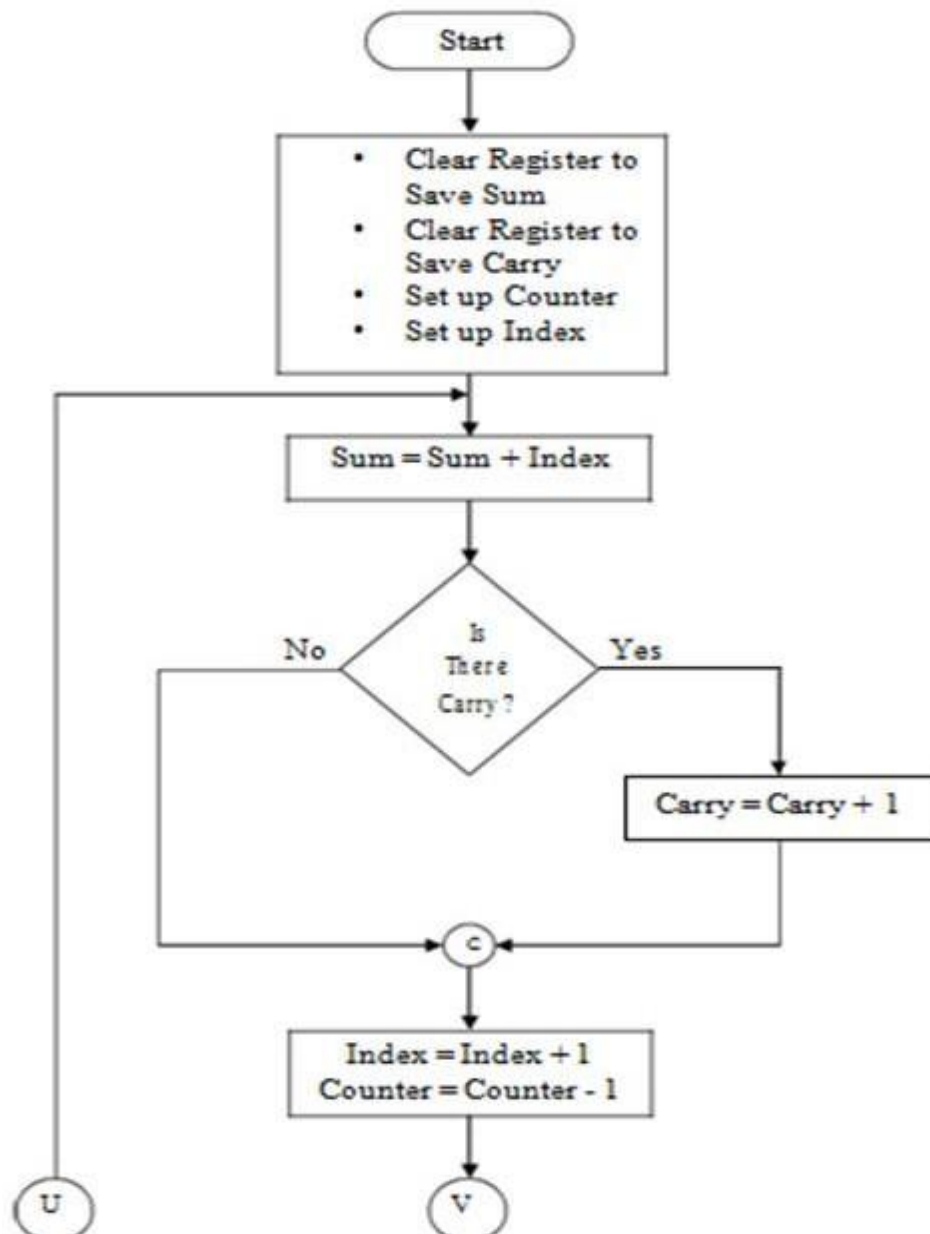 Start
• Clear Register to
Save Sum
• Clear Register to
Save Carry
• Set up Counter
• Set up Index
Sum = Sum + Index
Is
There
Carry ?
No
Yes
Carry = Carry + 1
C
Index = Index + 1
Counter = Counter - 1
U
V